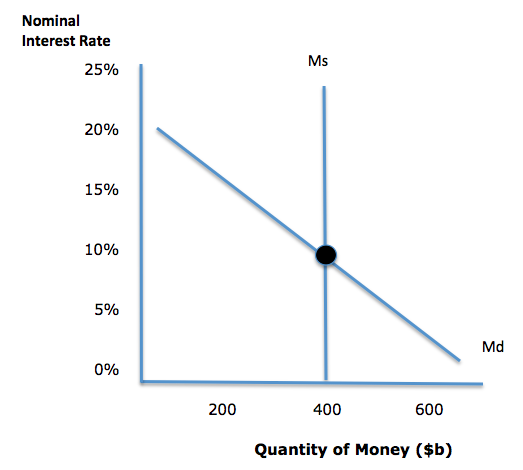 Nominal
Interest Rate
Ms
25%
20%
15%
10%
5%
0%
Md
200 400 600
Quantity of Money ($b)